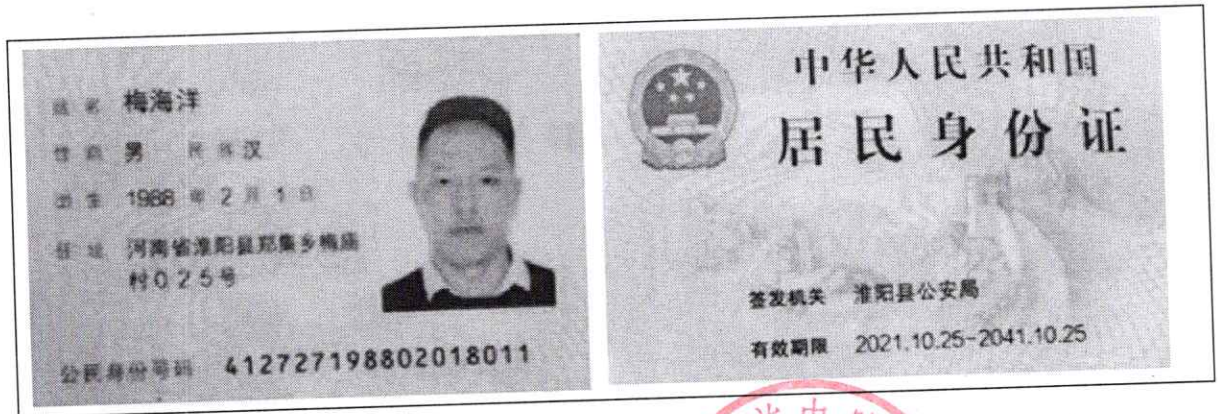 姓名 梅海洋
性别 男 民族 汉
出生 1988 年 2 月 1 日
住址 河南省淮阳县郑集乡梅庙
村025号
公民身份号码 412727198802018011
中华人民共和国
居民身份证
签发机关 淮阳县公安局
有效期限 2021.10.25-2041.10.25